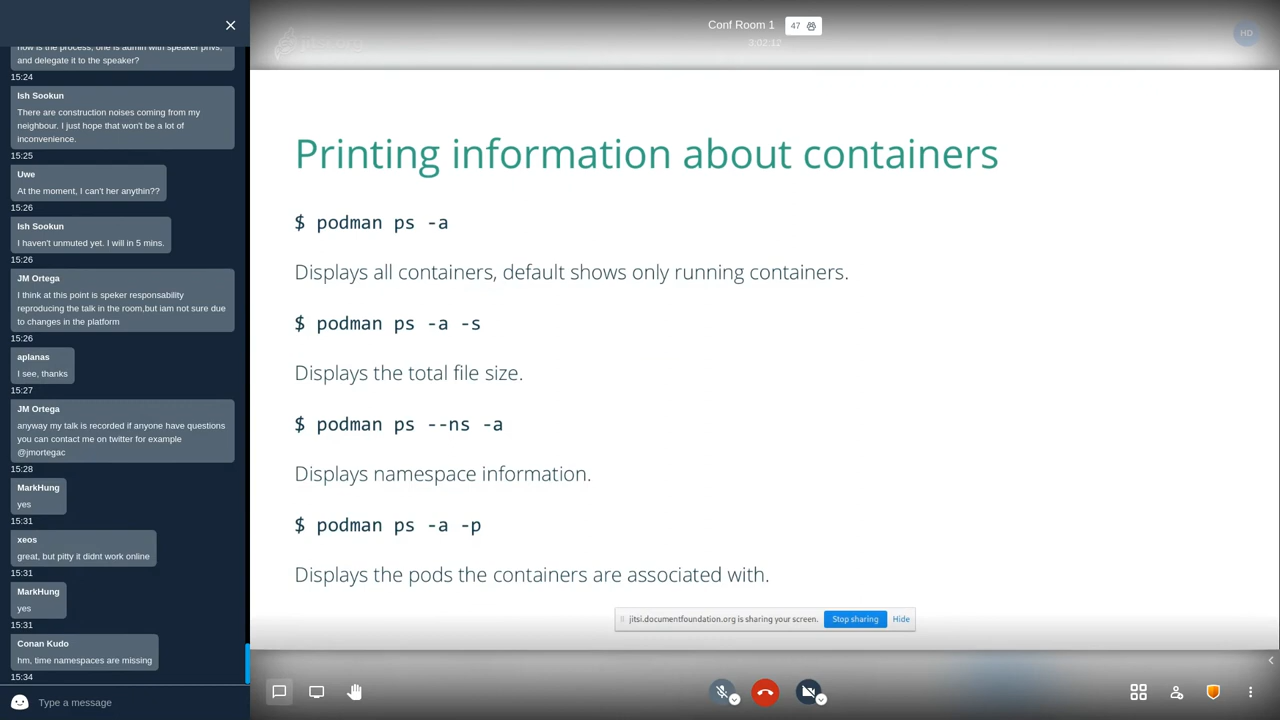 how is the process, one is admin with speaker privs,
and delegate it to the speaker?
15:24
Ish Sookun
There are construction noises coming from my
neighbour. I just hope that won't be a lot of
inconvenience.
15:25
Uwe
At the moment, I can't her anythin??
15:26
Ish Sookun
I haven't unmuted yet. I will in 5 mins.
15:26
JM Ortega
I think at this point is speker responsability
reproducing the talk in the room,but iam not sure due
to changes in the platform
15:26
aplanas
I see, thanks
15:27
JM Ortega
anyway my talk is recorded if anyone have questions
you can contact me on twitter for example
@jmortegac
15:28
MarkHung
yes
15:31
xeos
great, but pitty it didnt work online
15:31
MarkHung
yes
15:31
Conan Kudo
hm, time namespaces are missing
15:34
Type a message
jitsi.org
Conf Room 1
47
3:02:12
HD
Printing information about containers
$ podman ps -a
Displays all containers, default shows only running containers.
$ podman ps -a -s
Displays the total file size.
$ podman ps --ns -a
Displays namespace information.
$ podman ps -a -p
Displays the pods the containers are associated with.
jitsi.documentfoundation.org is sharing your screen.
Stop sharing
Hide